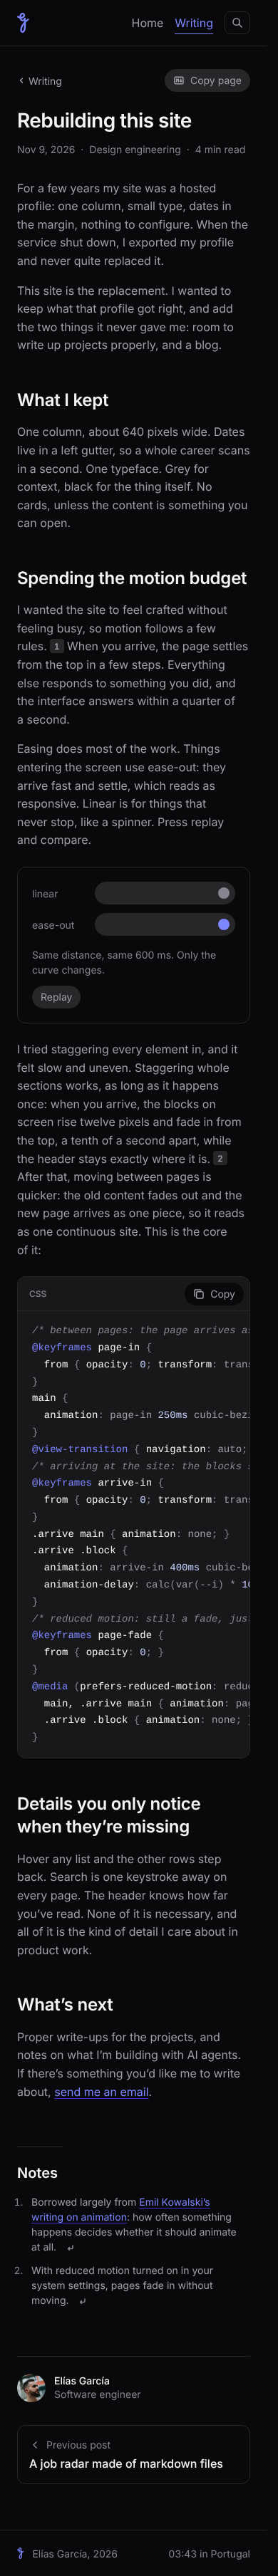 Home Writing
Writing Copy page
Rebuilding this site
Nov 9, 2026 · Design engineering · 4 min read
For a few years my site was a hosted
profile: one column, small type, dates in
the margin, nothing to configure. When the
service shut down, I exported my profile
and never quite replaced it.
This site is the replacement. I wanted to
keep what that profile got right, and add
the two things it never gave me: room to
write up projects properly, and a blog.
What I kept
One column, about 640 pixels wide. Dates
live in a left gutter, so a whole career scans
in a second. One typeface. Grey for
context, black for the thing itself. No
cards, unless the content is something you
can open.
Spending the motion budget
I wanted the site to feel crafted without
feeling busy, so motion follows a few
rules. 1 When you arrive, the page settles
from the top in a few steps. Everything
else responds to something you did, and
the interface answers within a quarter of
a second.
Easing does most of the work. Things
entering the screen use ease-out: they
arrive fast and settle, which reads as
responsive. Linear is for things that
never stop, like a spinner. Press replay
and compare.
linear
ease-out
Same distance, same 600 ms. Only the
curve changes.
Replay
I tried staggering every element in, and it
felt slow and uneven. Staggering whole
sections works, as long as it happens
once: when you arrive, the blocks on
screen rise twelve pixels and fade in from
the top, a tenth of a second apart, while
the header stays exactly where it is. 2
After that, moving between pages is
quicker: the old content fades out and the
new page arrives as one piece, so it reads
as one continuous site. This is the core
of it:
CSS Copy
/* between pages: the page arrives a
@keyframes page-in {
from { opacity: 0; transform: tran
}
main {
animation: page-in 250ms cubic-bez
}
@view-transition { navigation: auto;
/* arriving at the site: the blocks
@keyframes arrive-in {
from { opacity: 0; transform: tran
}
.arrive main { animation: none; }
.arrive .block {
animation: arrive-in 400ms cubic-b
animation-delay: calc(var(--i) * 1
}
/* reduced motion: still a fade, jus
@keyframes page-fade {
from { opacity: 0; }
}
@media (prefers-reduced-motion: redu
main, .arrive main { animation: pa
.arrive .block { animation: none;
}
Details you only notice
when they’re missing
Hover any list and the other rows step
back. Search is one keystroke away on
every page. The header knows how far
you’ve read. None of it is necessary, and
all of it is the kind of detail I care about in
product work.
What’s next
Proper write-ups for the projects, and
notes on what I’m building with AI agents.
If there’s something you’d like me to write
about, send me an email.
Notes
1. Borrowed largely from Emil Kowalski’s
writing on animation: how often something
happens decides whether it should animate
at all. ↵
2. With reduced motion turned on in your
system settings, pages fade in without
moving. ↵
Elías García
Software engineer
Previous post
A job radar made of markdown files
Elías García, 2026 03:43 in Portugal